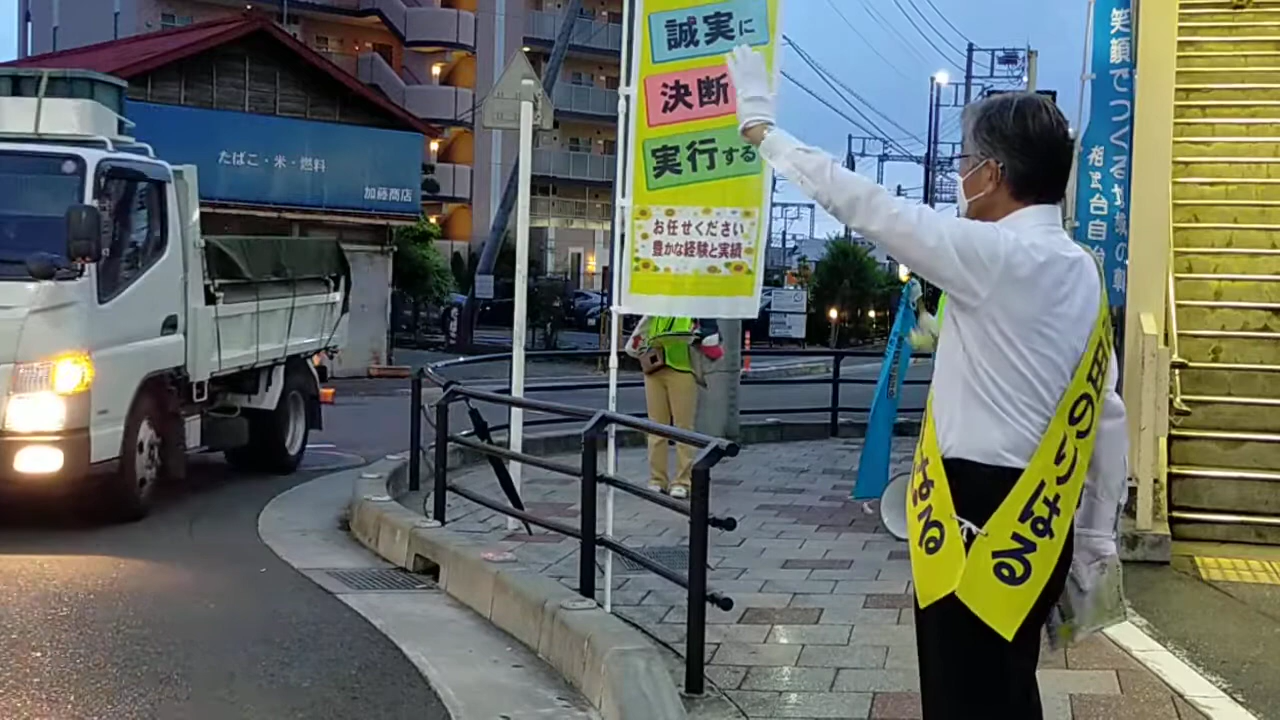 誠実に
決断
実行する
お任せください
豊かな経験と実績
たばこ・米・燃料
加藤商店
笑顔でつくる
田のりはる
はる